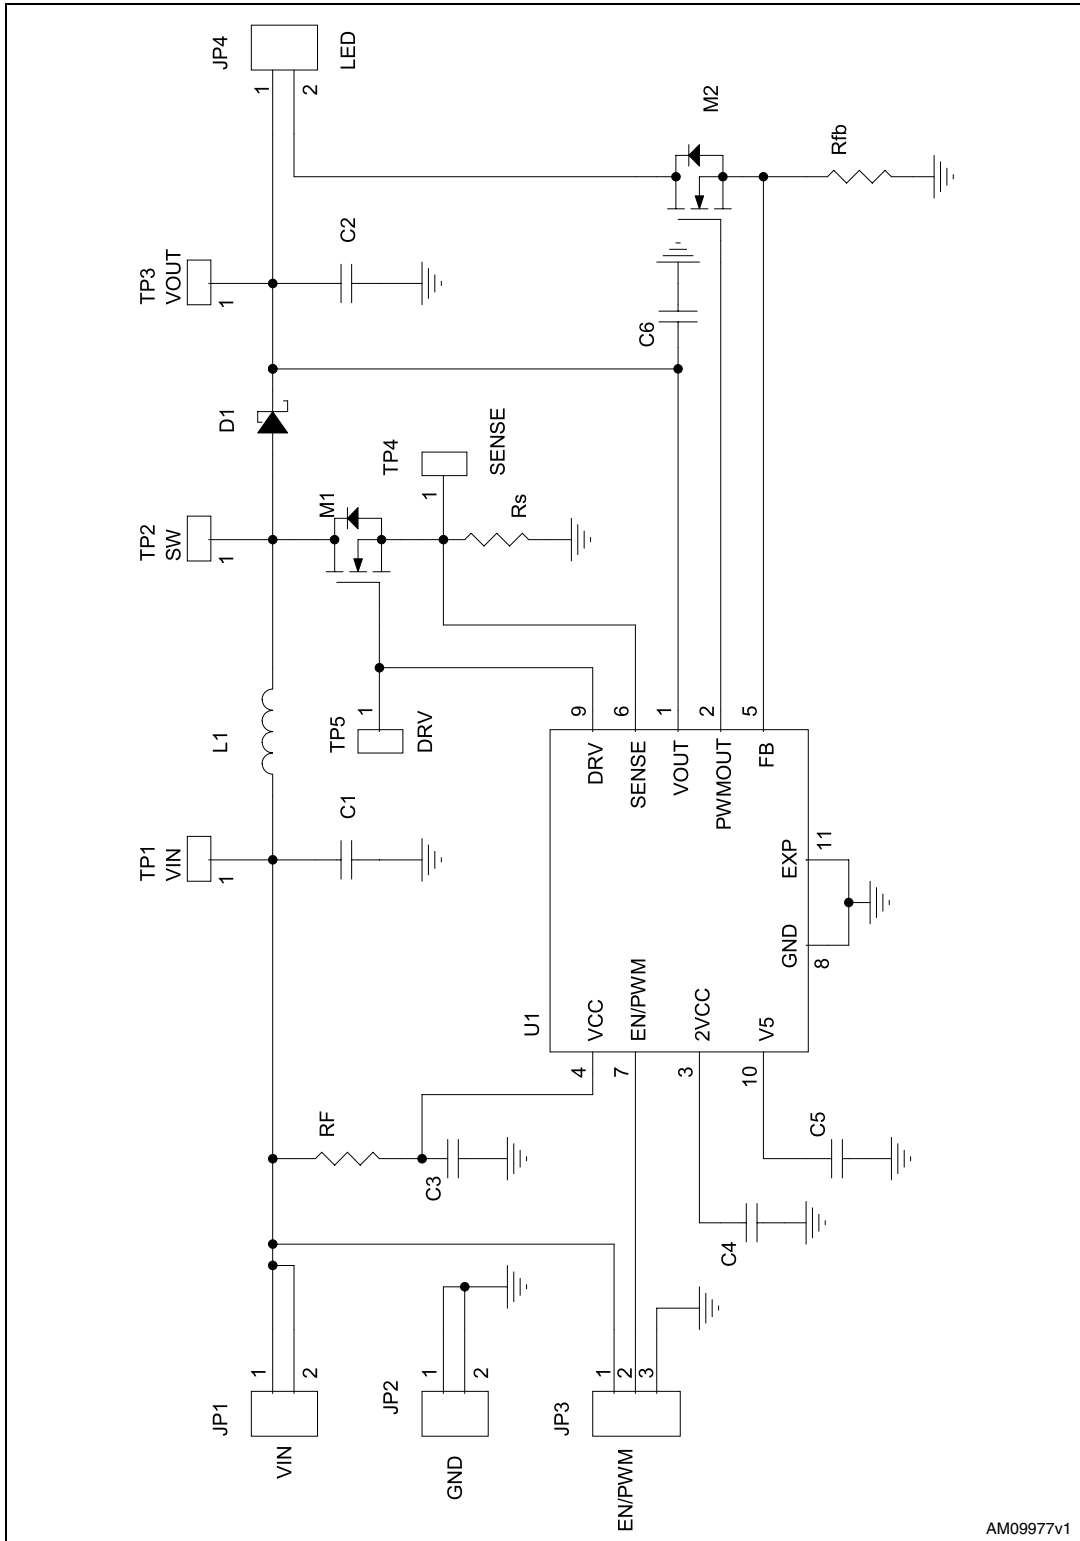 JP4
LED
1
2
TP3
VOUT
1
C2
M2
Rfb
C6
D1
TP4
SENSE
1
TP2
SW
1
M1
Rs
L1
TP5
DRV
1
TP1
VIN
1
C1
9
6
1
2
5
DRV
SENSE
VOUT
PWMOUT
FB
EXP
11
GND
8
U1
VCC
EN/PWM
2VCC
V5
4
7
3
10
RF
C3
C4
C5
JP1
VIN
1
2
JP2
GND
1
2
JP3
EN/PWM
1
2
3
AM09977v1